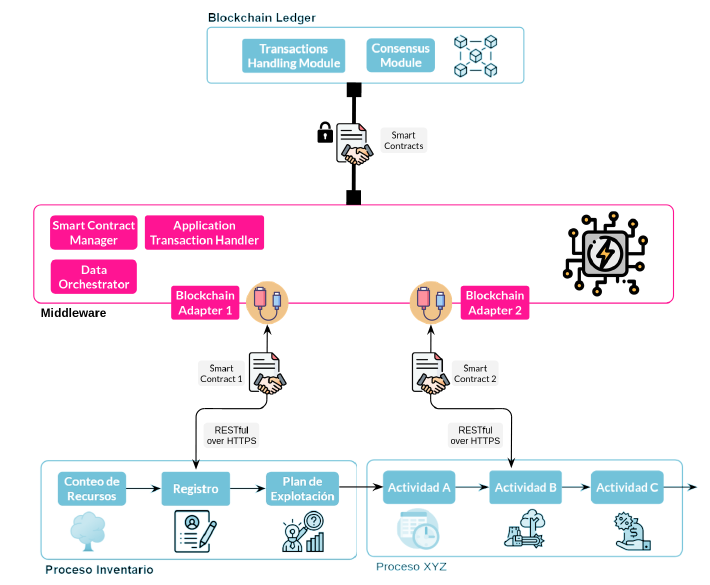 Blockchain Ledger
Transactions
Handling Module
Consensus
Module
Smart
Contracts
Smart Contract
Manager
Application
Transaction Handler
Data
Orchestrator
Blockchain
Adapter 1
Blockchain
Adapter 2
Middleware
Smart
Contract 1
Smart
Contract 2
RESTful
over HTTPS
RESTful
over HTTPS
Conteo de
Recursos
Registro
Plan de
Explotación
Actividad A
Actividad B
Actividad C
Proceso Inventario
Proceso XYZ